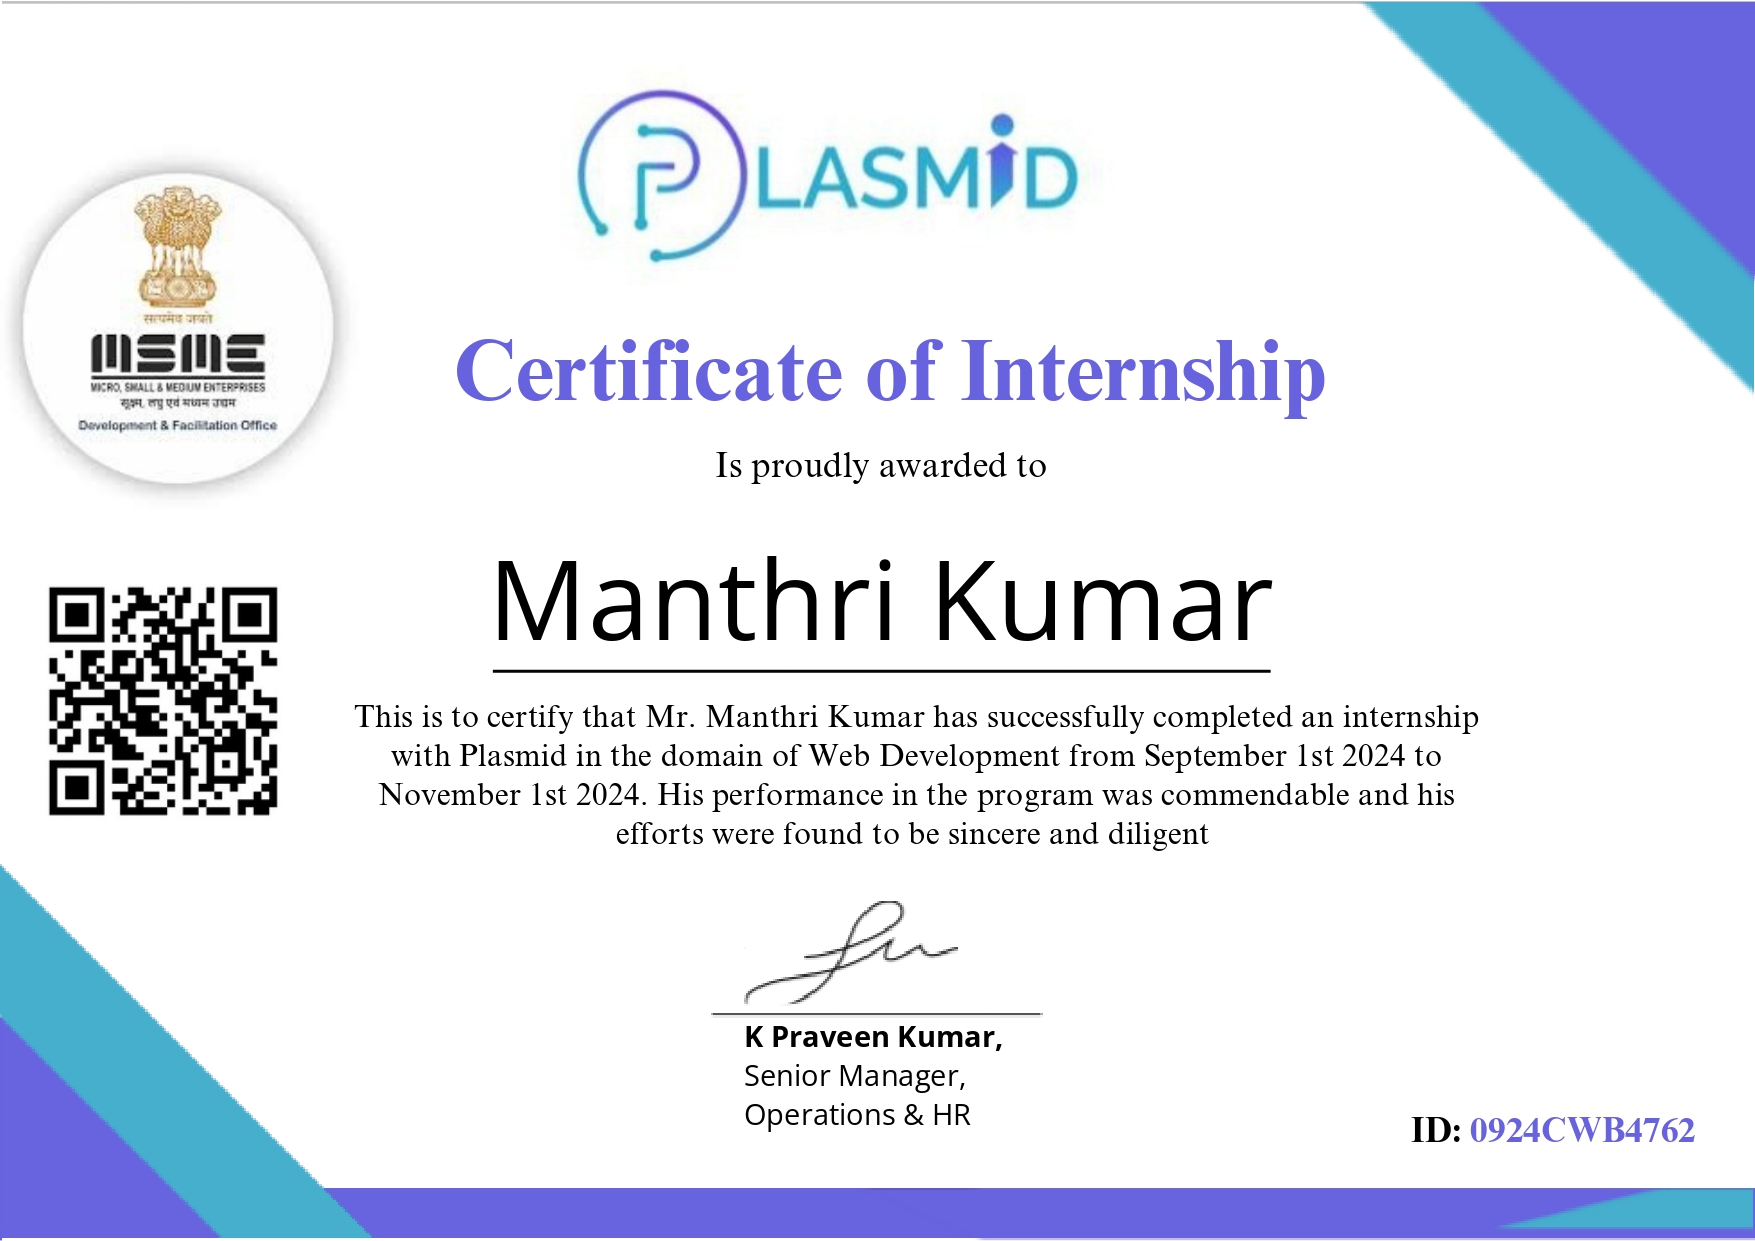 PLASMiD
सत्यमेव जयते
MSME
MICRO, SMALL & MEDIUM ENTERPRISES
सूक्ष्म, लघु एवं मध्यम उद्यम
Development & Facilitation Office
Certificate of Internship
Is proudly awarded to
Manthri Kumar
This is to certify that Mr. Manthri Kumar has successfully completed an internship
with Plasmid in the domain of Web Development from September 1st 2024 to
November 1st 2024. His performance in the program was commendable and his
efforts were found to be sincere and diligent
K Praveen Kumar,
Senior Manager,
Operations & HR
ID: 0924CWB4762